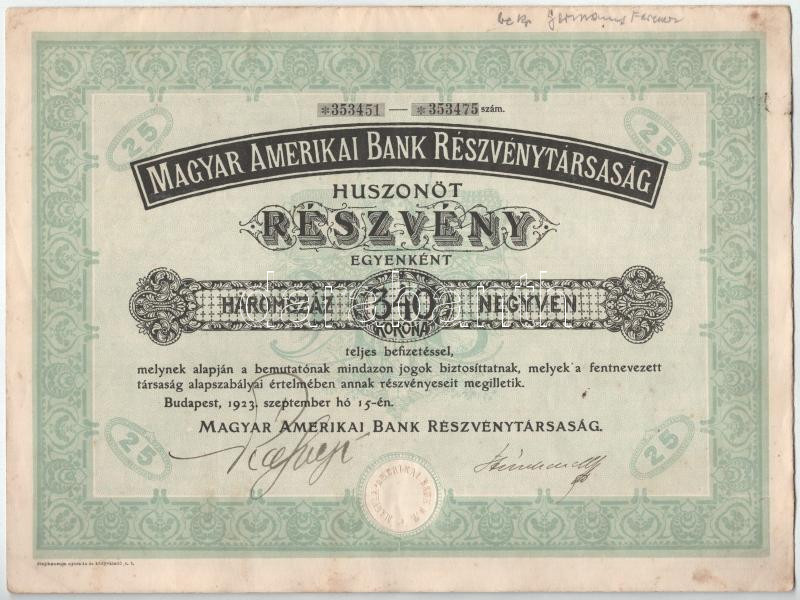 25 *353451 — *353475 szám. 25
MAGYAR AMERIKAI BANK RÉSZVÉNYTÁRSASÁG
HUSZONÖT
RÉSZVÉNY
EGYENKÉNT
HÁROMSZÁZ 340 NEGYVEN
KORONA
teljes befizetéssel,
melynek alapján a bemutatónak mindazon jogok biztosíttatnak, melyek a fentnevezett
társaság alapszabályai értelmében annak részvényeseit megilletik.
Budapest, 1923. szeptember hó 15-én.
MAGYAR AMERIKAI BANK RÉSZVÉNYTÁRSASÁG.
25 25